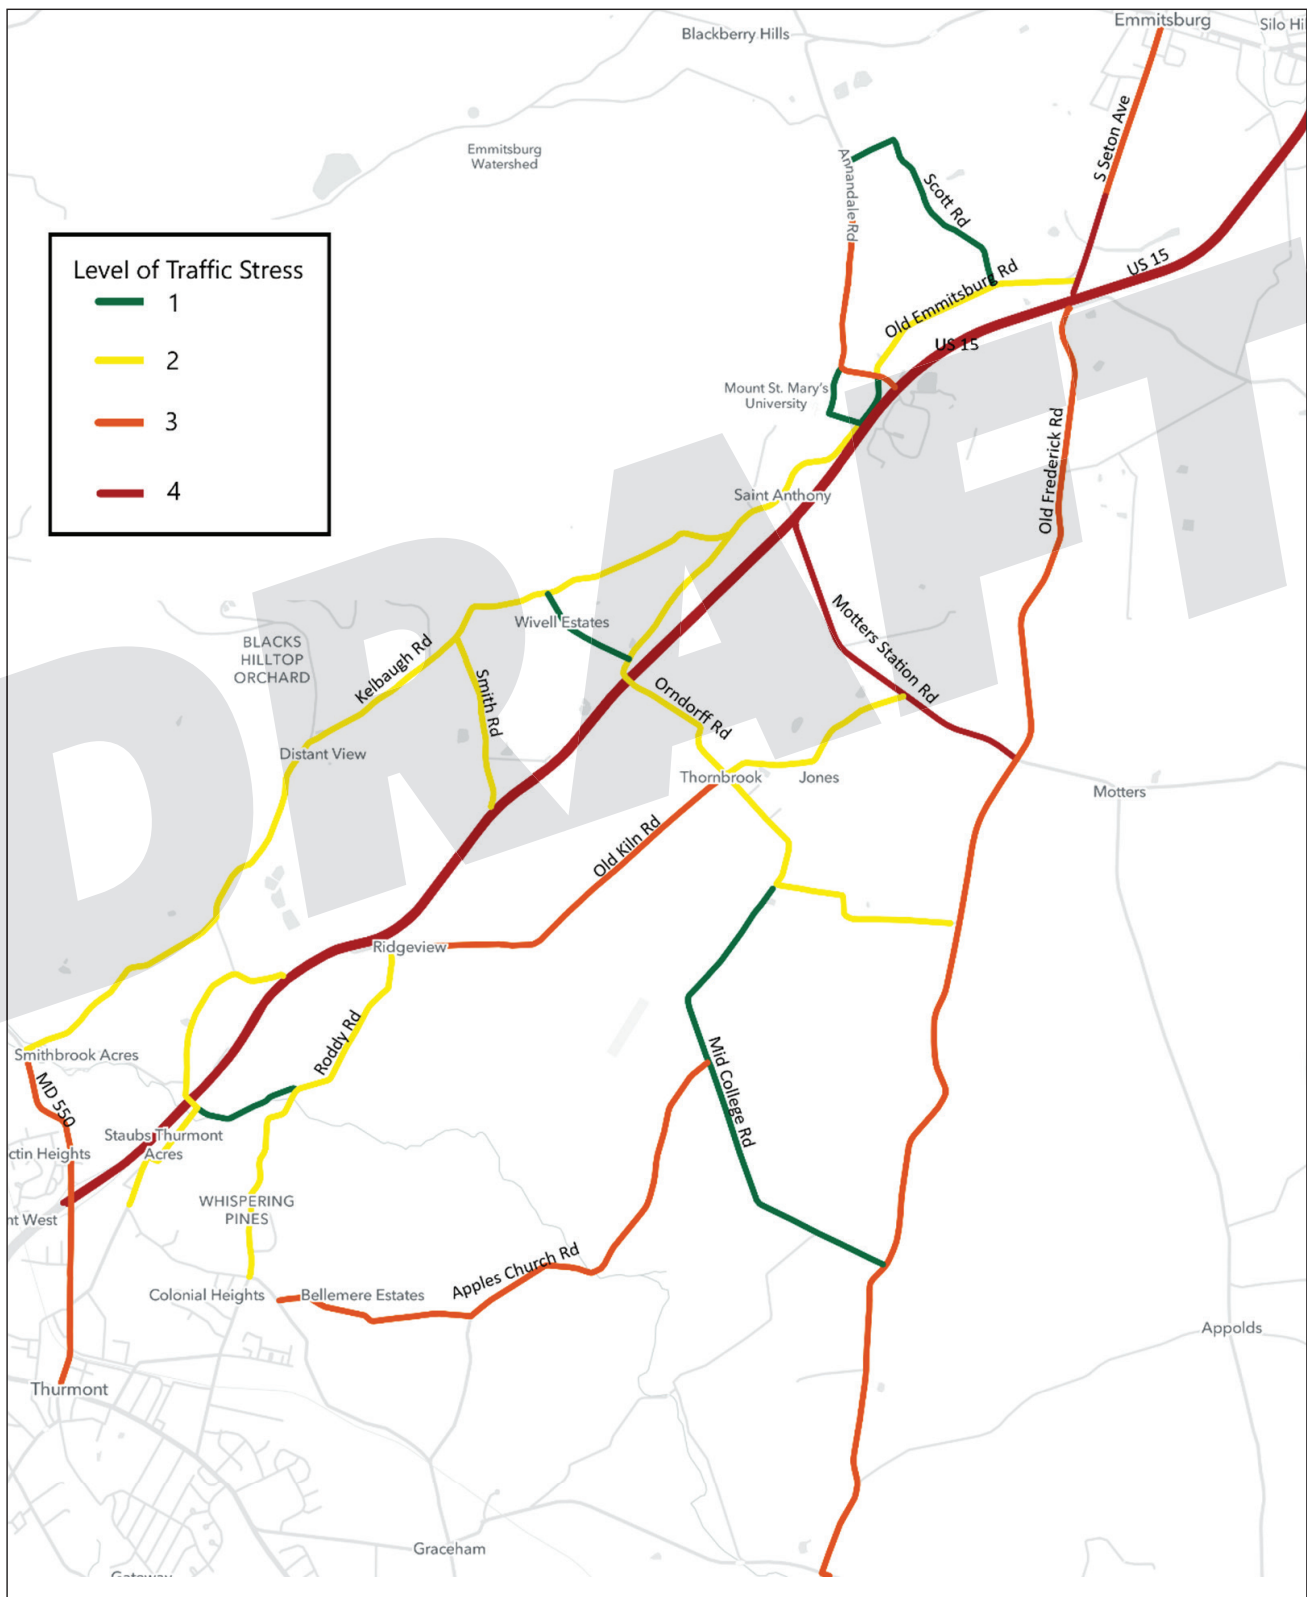 Emmitsburg
Silo Hi
Blackberry Hills
S Seton Ave
Emmitsburg
Watershed
Annandale Rd
Scott Rd
Level of Traffic Stress
1
2
3
4
US 15
Old Emmitsburg Rd
US 15
Mount St. Mary's
University
Old Frederick Rd
Saint Anthony
DRAFT
Wivell Estates
Motters Station Rd
BLACKS
HILLTOP
ORCHARD
Kelbaugh Rd
Smith Rd
Orndorff Rd
Distant View
Thornbrook
Jones
Motters
Old Kiln Rd
Ridgeview
Smithbrook Acres
Roddy Rd
MD 550
Mid College Rd
Staubs Thurmont
Acres
ctin Heights
WHISPERING
PINES
nt West
Apples Church Rd
Colonial Heights
Bellemere Estates
Appolds
Thurmont
Graceham